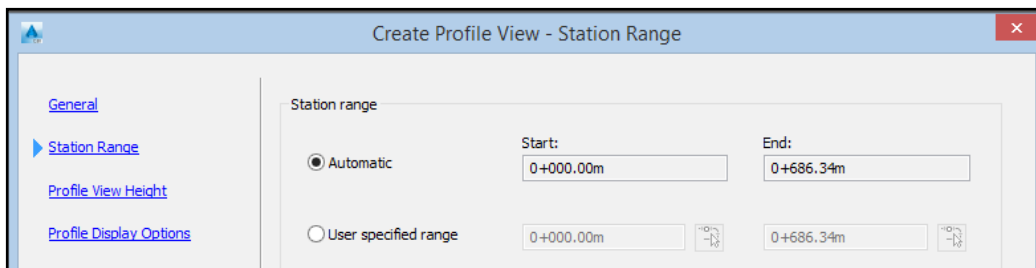 Create Profile View - Station Range
General
Station Range
Profile View Height
Profile Display Options
Station range
Start:
End:
Automatic
0+000.00m
0+686.34m
User specified range
0+000.00m
0+686.34m